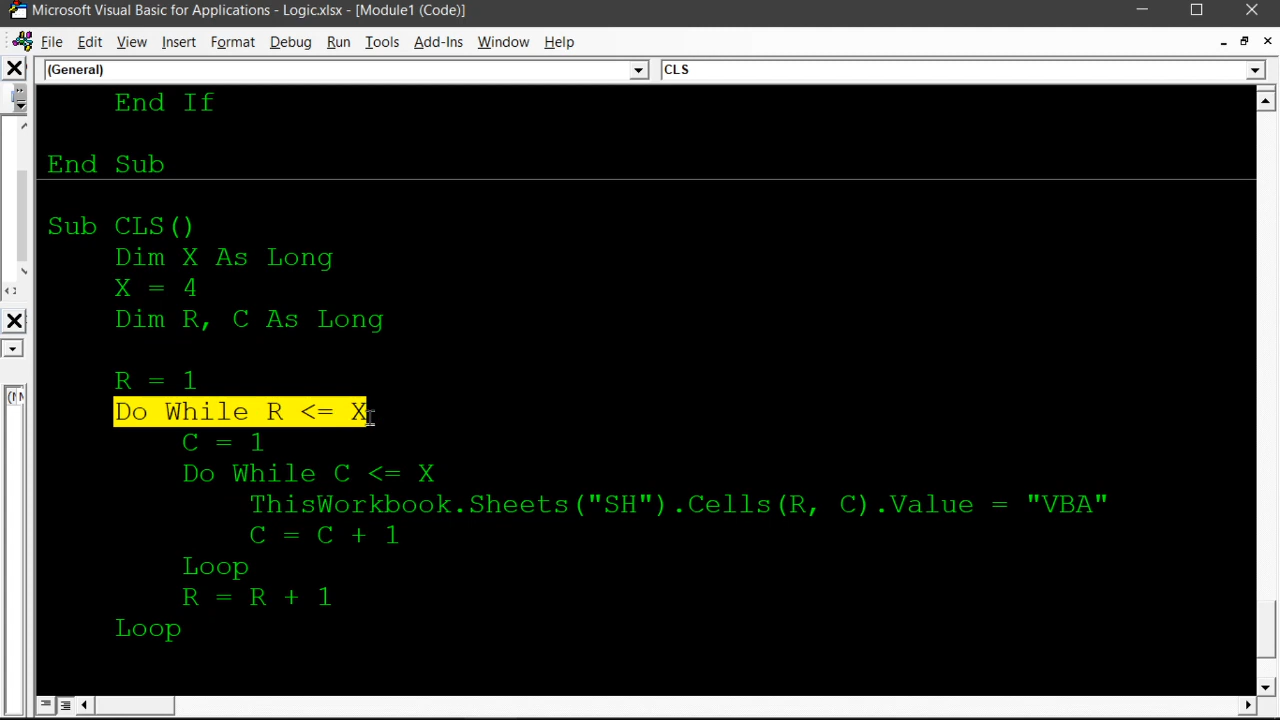 Microsoft Visual Basic for Applications - Logic.xlsx - [Module1 (Code)]
File Edit View Insert Format Debug Run Tools Add-Ins Window Help
(General) CLS
End If
End Sub
Sub CLS()
Dim X As Long
X = 4
Dim R, C As Long
R = 1
Do While R <= X
C = 1
Do While C <= X
ThisWorkbook.Sheets("SH").Cells(R, C).Value = "VBA"
C = C + 1
Loop
R = R + 1
Loop